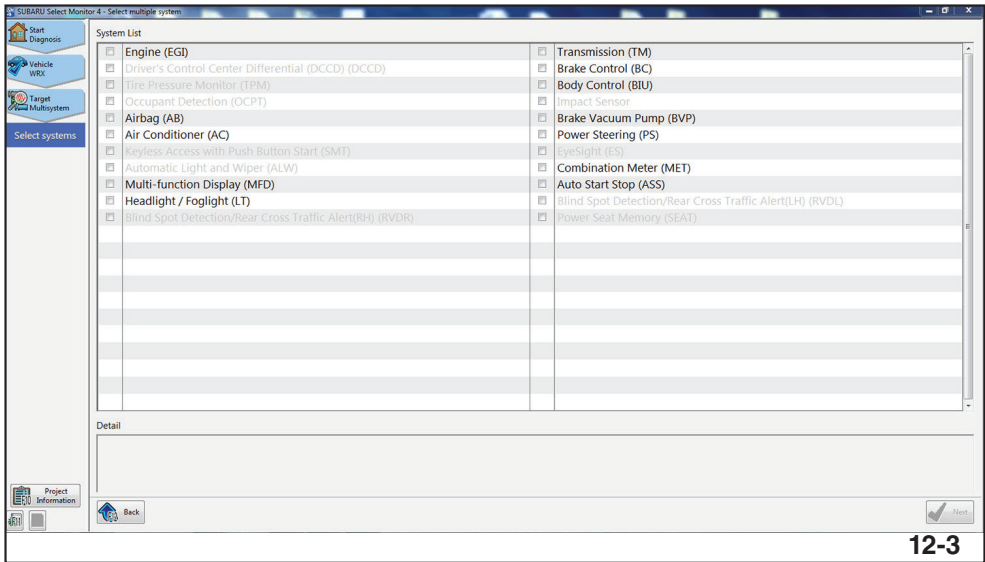 SUBARU Select Monitor 4 - Select multiple system
Start
Diagnosis
Vehicle
WRX
Target
Multisystem
Select systems
System List
Engine (EGI)
Transmission (TM)
Driver's Control Center Differential (DCCD) (DCCD)
Brake Control (BC)
Tire Pressure Monitor (TPM)
Body Control (BIU)
Occupant Detection (OCPT)
Impact Sensor
Airbag (AB)
Brake Vacuum Pump (BVP)
Air Conditioner (AC)
Power Steering (PS)
Keyless Access with Push Button Start (SMT)
EyeSight (ES)
Automatic Light and Wiper (ALW)
Combination Meter (MET)
Multi-function Display (MFD)
Auto Start Stop (ASS)
Headlight / Foglight (LT)
Blind Spot Detection/Rear Cross Traffic Alert(LH) (RVDL)
Blind Spot Detection/Rear Cross Traffic Alert(RH) (RVDR)
Power Seat Memory (SEAT)
Detail
Project
Information
F10
F11
Back
Next
12-3